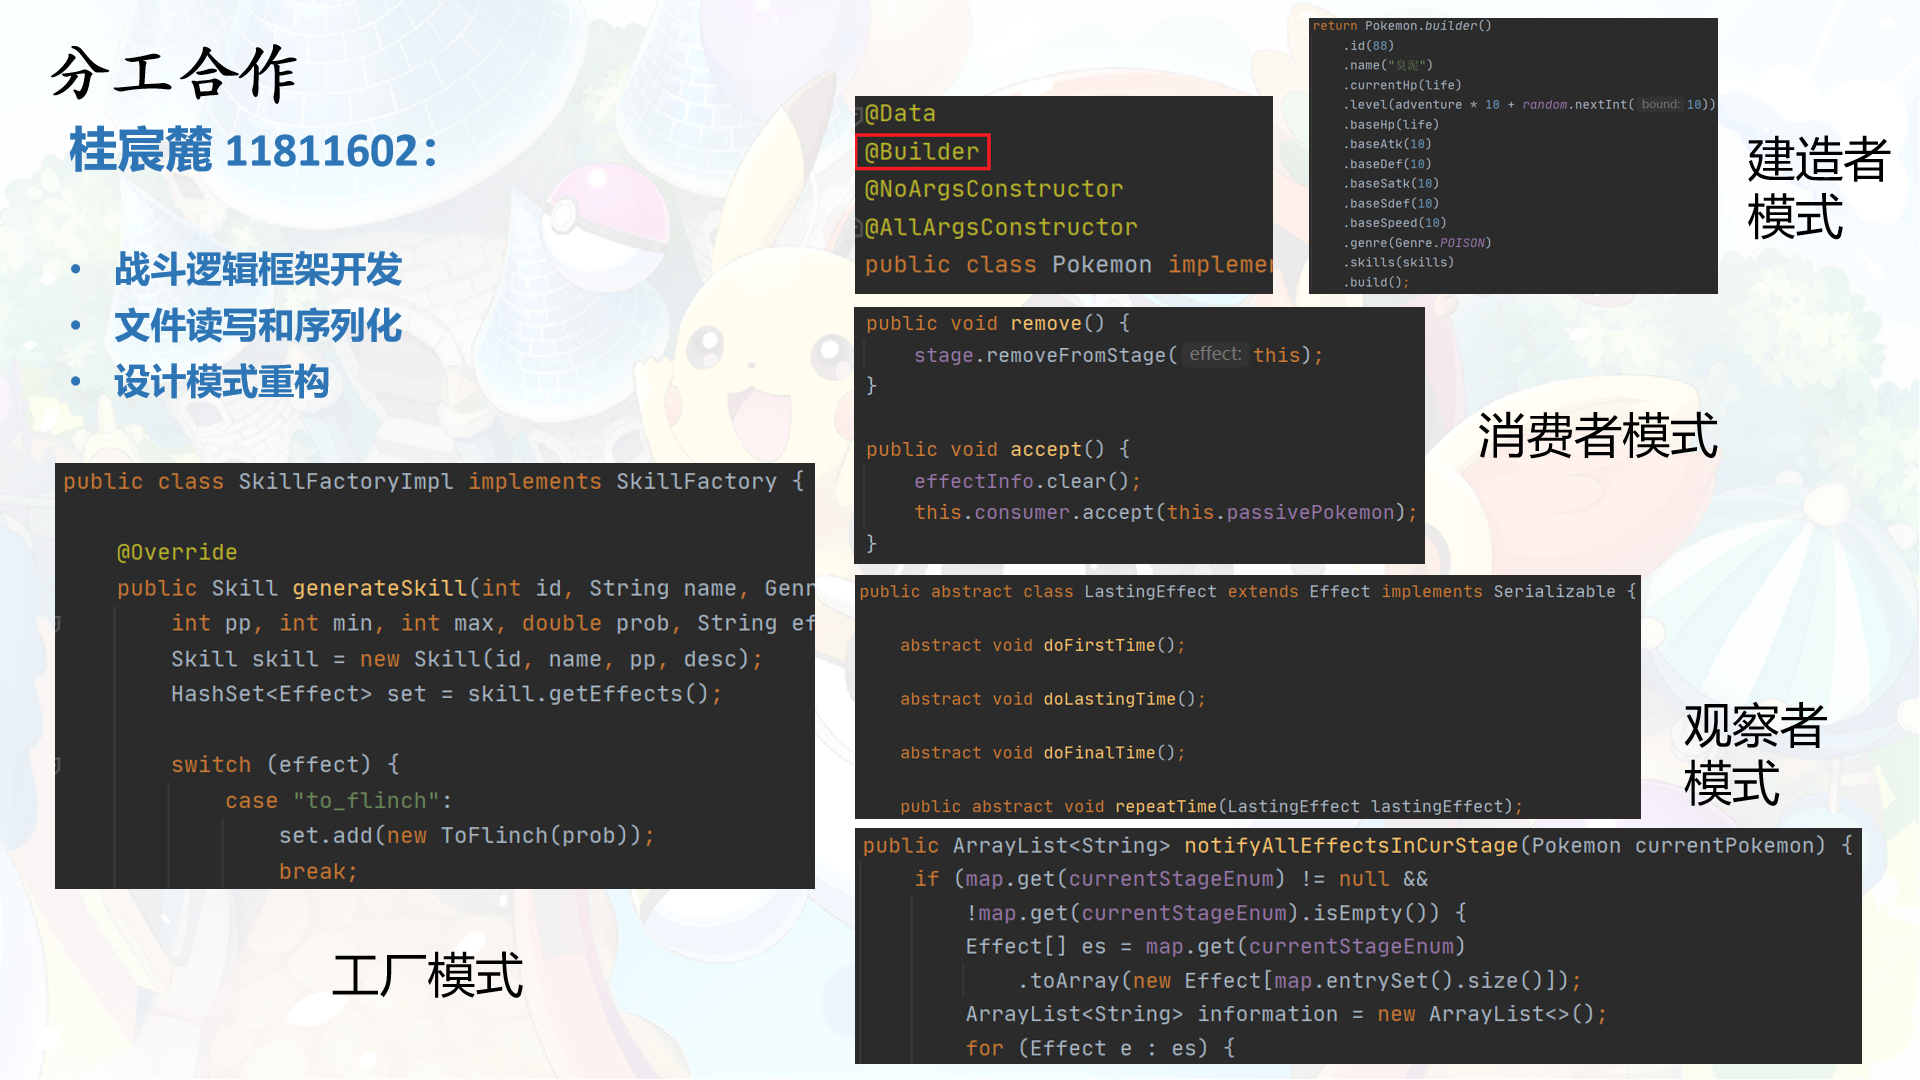 分工合作
桂宸麓 11811602：
• 战斗逻辑框架开发
• 文件读写和序列化
• 设计模式重构
public class SkillFactoryImpl implements SkillFactory {
@Override
public Skill generateSkill(int id, String name, Genr
int pp, int min, int max, double prob, String ef
Skill skill = new Skill(id, name, pp, desc);
HashSet<Effect> set = skill.getEffects();
switch (effect) {
case "to_flinch":
set.add(new ToFlinch(prob));
break;
工厂模式
@Data
@Builder
@NoArgsConstructor
@AllArgsConstructor
public class Pokemon implemen
return Pokemon.builder()
.id(88)
.name("臭泥")
.currentHp(life)
.level(adventure * 10 + random.nextInt( bound: 10))
.baseHp(life)
.baseAtk(10)
.baseDef(10)
.baseSatk(10)
.baseSdef(10)
.baseSpeed(10)
.genre(Genre.POISON)
.skills(skills)
.build();
建造者
模式
public void remove() {
stage.removeFromStage( effect: this);
}
public void accept() {
effectInfo.clear();
this.consumer.accept(this.passivePokemon);
}
消费者模式
public abstract class LastingEffect extends Effect implements Serializable {
abstract void doFirstTime();
abstract void doLastingTime();
abstract void doFinalTime();
public abstract void repeatTime(LastingEffect lastingEffect);
观察者
模式
public ArrayList<String> notifyAllEffectsInCurStage(Pokemon currentPokemon) {
if (map.get(currentStageEnum) != null &&
!map.get(currentStageEnum).isEmpty()) {
Effect[] es = map.get(currentStageEnum)
.toArray(new Effect[map.entrySet().size()]);
ArrayList<String> information = new ArrayList<>();
for (Effect e : es) {